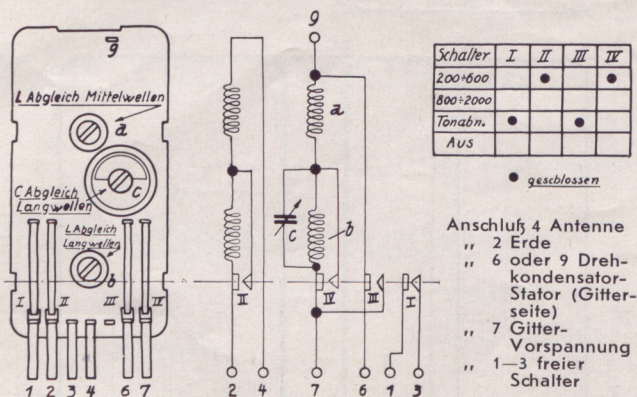 9
L Abgleich Mittelwellen
a
C Abgleich
Langwellen
C
L Abgleich
Langwellen
b
I II III IV
1 2 3 4 6 7
9
a
b
C
II IV III I
2 4 7 6 1 3
Schalter I II III IV
200÷600 ● ●
800÷2000
Tonabn. ● ●
Aus
● geschlossen
Anschluß 4 Antenne
„ 2 Erde
„ 6 oder 9 Dreh-
kondensator-
Stator (Gitter-
seite)
„ 7 Gitter-
Vorspannung
„ 1—3 freier
Schalter